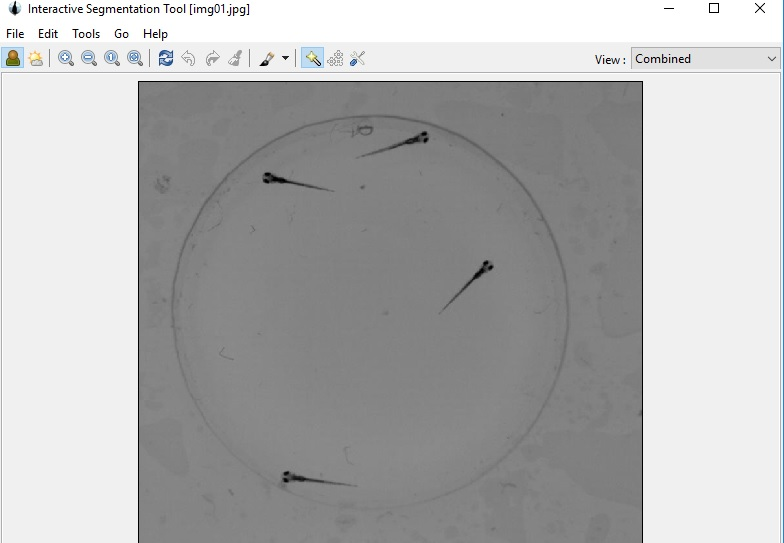 Interactive Segmentation Tool [img01.jpg]
File Edit Tools Go Help
View : Combined